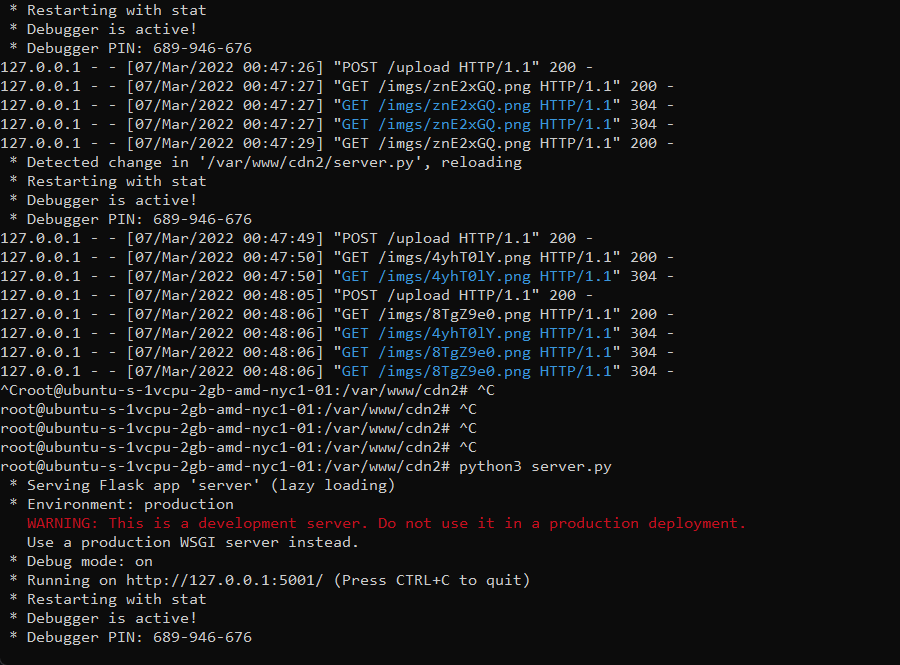 * Restarting with stat
* Debugger is active!
* Debugger PIN: 689-946-676
127.0.0.1 - - [07/Mar/2022 00:47:26] "POST /upload HTTP/1.1" 200 -
127.0.0.1 - - [07/Mar/2022 00:47:27] "GET /imgs/znE2xGQ.png HTTP/1.1" 200 -
127.0.0.1 - - [07/Mar/2022 00:47:27] "GET /imgs/znE2xGQ.png HTTP/1.1" 304 -
127.0.0.1 - - [07/Mar/2022 00:47:27] "GET /imgs/znE2xGQ.png HTTP/1.1" 304 -
127.0.0.1 - - [07/Mar/2022 00:47:29] "GET /imgs/znE2xGQ.png HTTP/1.1" 200 -
* Detected change in '/var/www/cdn2/server.py', reloading
* Restarting with stat
* Debugger is active!
* Debugger PIN: 689-946-676
127.0.0.1 - - [07/Mar/2022 00:47:49] "POST /upload HTTP/1.1" 200 -
127.0.0.1 - - [07/Mar/2022 00:47:50] "GET /imgs/4yhT0lY.png HTTP/1.1" 200 -
127.0.0.1 - - [07/Mar/2022 00:47:50] "GET /imgs/4yhT0lY.png HTTP/1.1" 304 -
127.0.0.1 - - [07/Mar/2022 00:48:05] "POST /upload HTTP/1.1" 200 -
127.0.0.1 - - [07/Mar/2022 00:48:06] "GET /imgs/8TgZ9e0.png HTTP/1.1" 200 -
127.0.0.1 - - [07/Mar/2022 00:48:06] "GET /imgs/4yhT0lY.png HTTP/1.1" 304 -
127.0.0.1 - - [07/Mar/2022 00:48:06] "GET /imgs/8TgZ9e0.png HTTP/1.1" 304 -
127.0.0.1 - - [07/Mar/2022 00:48:06] "GET /imgs/8TgZ9e0.png HTTP/1.1" 304 -
^Croot@ubuntu-s-1vcpu-2gb-amd-nyc1-01:/var/www/cdn2# ^C
root@ubuntu-s-1vcpu-2gb-amd-nyc1-01:/var/www/cdn2# ^C
root@ubuntu-s-1vcpu-2gb-amd-nyc1-01:/var/www/cdn2# ^C
root@ubuntu-s-1vcpu-2gb-amd-nyc1-01:/var/www/cdn2# ^C
root@ubuntu-s-1vcpu-2gb-amd-nyc1-01:/var/www/cdn2# python3 server.py
* Serving Flask app 'server' (lazy loading)
* Environment: production
WARNING: This is a development server. Do not use it in a production deployment.
Use a production WSGI server instead.
* Debug mode: on
* Running on http://127.0.0.1:5001/ (Press CTRL+C to quit)
* Restarting with stat
* Debugger is active!
* Debugger PIN: 689-946-676